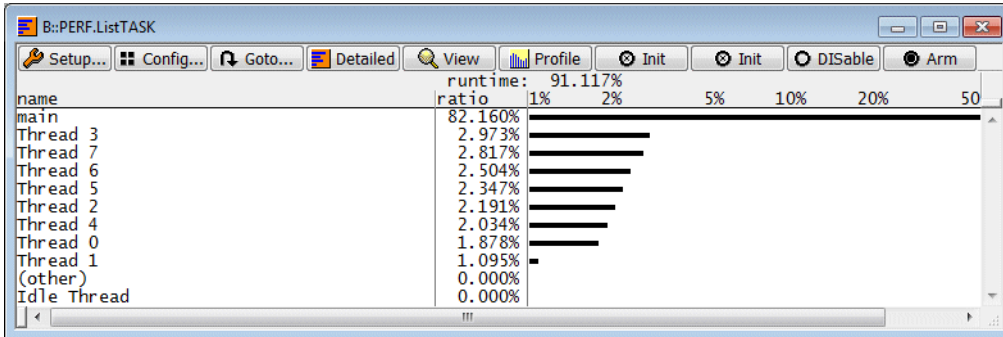 B::PERF.ListTASK
Setup... Config... Goto... Detailed View Profile Init Init DISable Arm
runtime: 91.117%
name ratio 1% 2% 5% 10% 20% 50
main 82.160%
Thread 3 2.973%
Thread 7 2.817%
Thread 6 2.504%
Thread 5 2.347%
Thread 2 2.191%
Thread 4 2.034%
Thread 0 1.878%
Thread 1 1.095%
(other) 0.000%
Idle Thread 0.000%